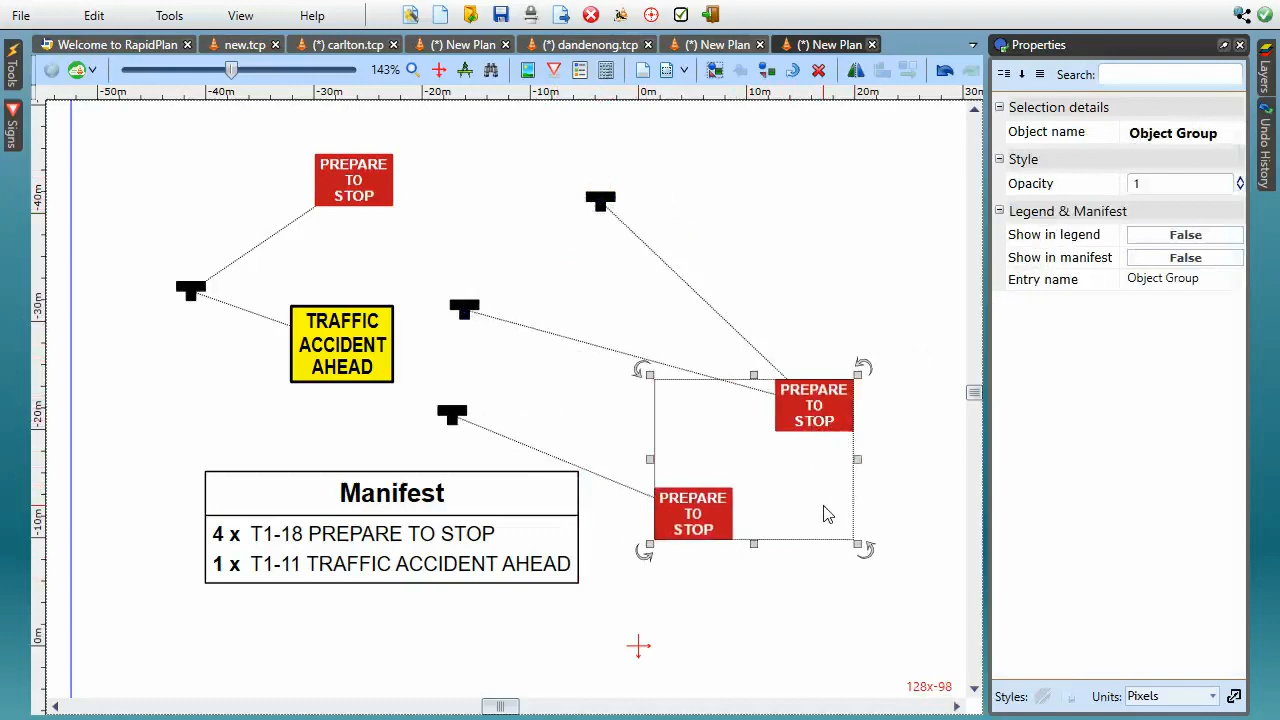 File Edit Tools View Help
Welcome to RapidPlan new.tcp (*) carlton.tcp (*) New Plan (*) dandenong.tcp (*) New Plan (*) New Plan
Properties
Tools
Signs
143%
Search:
-50m -40m -30m -20m -10m 0m 10m 20m 30m
-40m
-30m
-20m
-10m
0m
PREPARE
TO
STOP
TRAFFIC
ACCIDENT
AHEAD
PREPARE
TO
STOP
PREPARE
TO
STOP
Manifest
4 x T1-18 PREPARE TO STOP
1 x T1-11 TRAFFIC ACCIDENT AHEAD
128x-98
Selection details
Object name Object Group
Style
Opacity 1
Legend & Manifest
Show in legend False
Show in manifest False
Entry name Object Group
Styles: Units: Pixels
Layers
Undo History